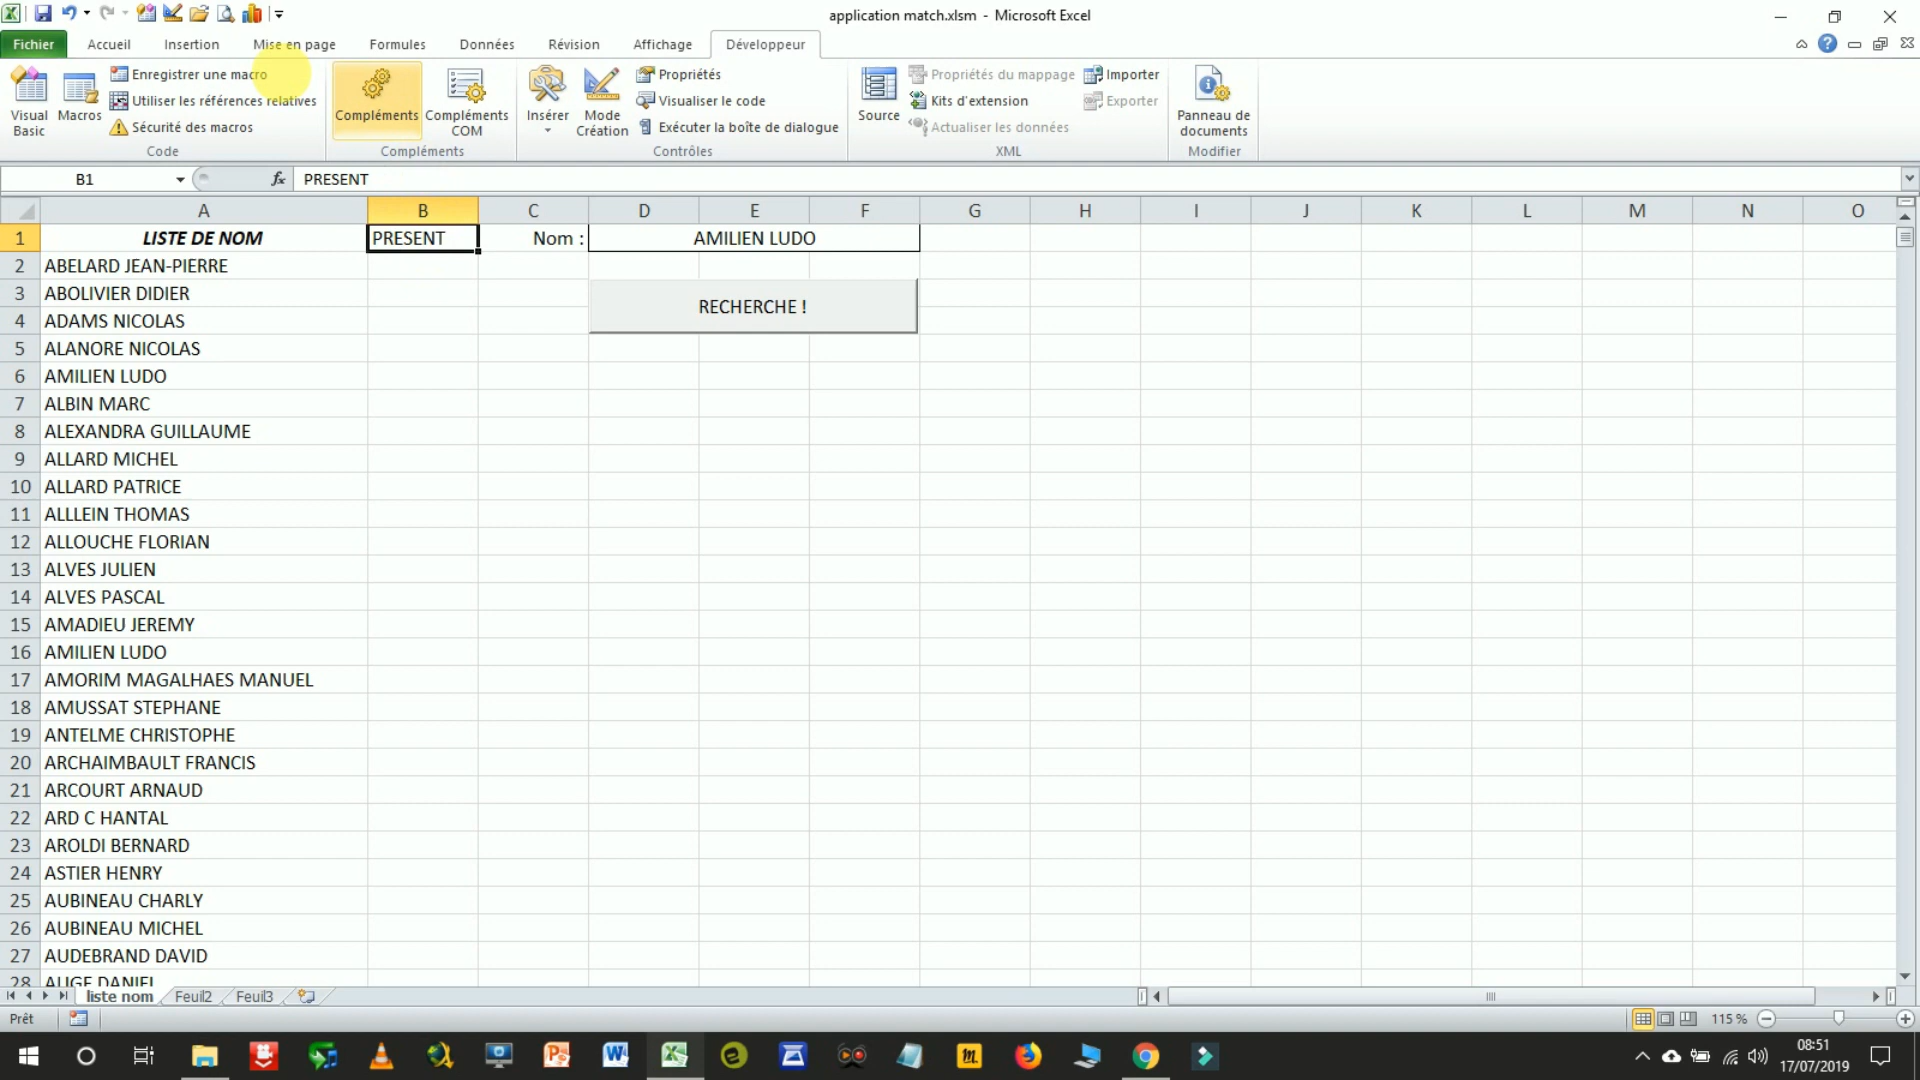 application match.xlsm - Microsoft Excel
Fichier Accueil Insertion Mise en page Formules Données Révision Affichage Développeur
Visual Basic
Macros
Enregistrer une macro
Utiliser les références relatives
Sécurité des macros
Code
Compléments
Compléments COM
Compléments
Insérer
Mode Création
Propriétés
Visualiser le code
Exécuter la boîte de dialogue
Contrôles
Source
Propriétés du mappage
Kits d'extension
Actualiser les données
Importer
Exporter
XML
Panneau de documents
Modifier
B1 fx PRESENT
A B C D E F G H I J K L M N O
1 LISTE DE NOM PRESENT Nom : AMILIEN LUDO
2 ABELARD JEAN-PIERRE
3 ABOLIVIER DIDIER
RECHERCHE !
4 ADAMS NICOLAS
5 ALANORE NICOLAS
6 AMILIEN LUDO
7 ALBIN MARC
8 ALEXANDRA GUILLAUME
9 ALLARD MICHEL
10 ALLARD PATRICE
11 ALLLEIN THOMAS
12 ALLOUCHE FLORIAN
13 ALVES JULIEN
14 ALVES PASCAL
15 AMADIEU JEREMY
16 AMILIEN LUDO
17 AMORIM MAGALHAES MANUEL
18 AMUSSAT STEPHANE
19 ANTELME CHRISTOPHE
20 ARCHAIMBAULT FRANCIS
21 ARCOURT ARNAUD
22 ARD C HANTAL
23 AROLDI BERNARD
24 ASTIER HENRY
25 AUBINEAU CHARLY
26 AUBINEAU MICHEL
27 AUDEBRAND DAVID
28 AUGE DANIEL
liste nom Feuil2 Feuil3
Prêt 115 %
08:51
17/07/2019